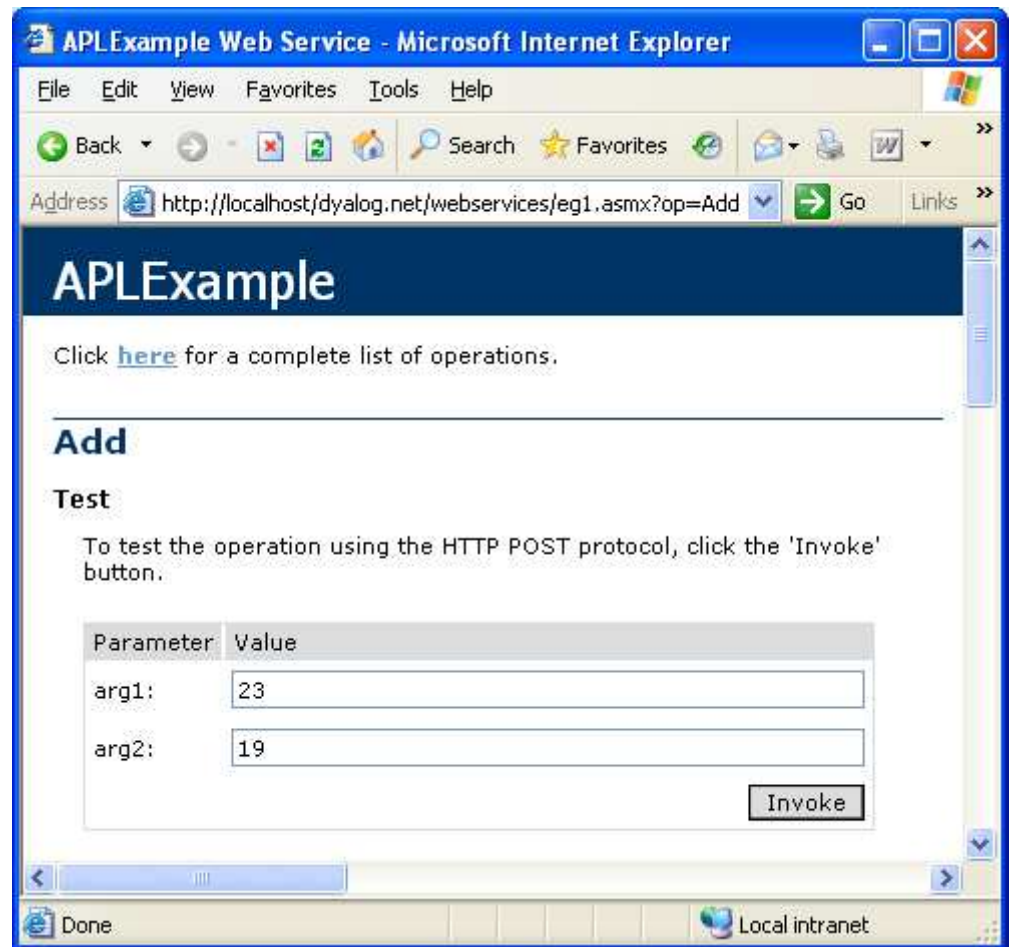 APLExample Web Service - Microsoft Internet Explorer
File Edit View Favorites Tools Help
Back Search Favorites W »
Address http://localhost/dyalog.net/webservices/eg1.asmx?op=Add Go Links »
APLExample
Click here for a complete list of operations.
Add
Test
To test the operation using the HTTP POST protocol, click the 'Invoke'
button.
Parameter Value
arg1: 23
arg2: 19
Invoke
Done Local intranet